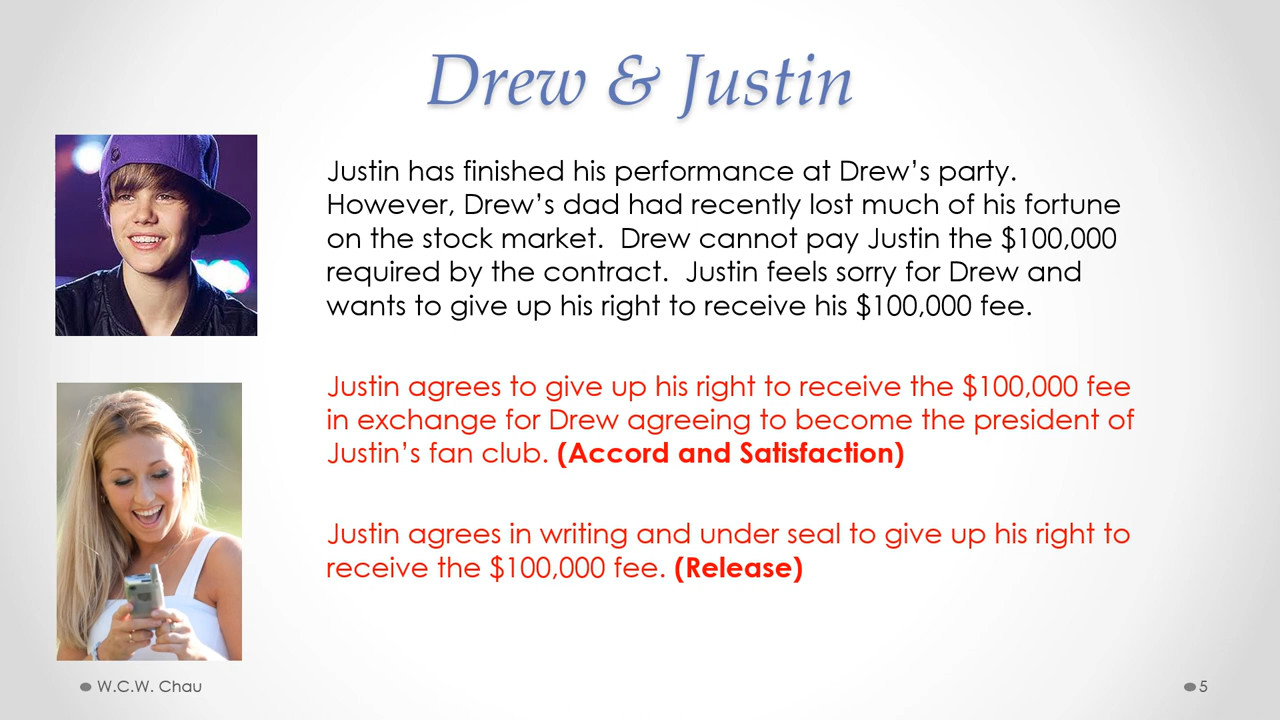 Drew & Justin
Justin has finished his performance at Drew’s party.
However, Drew’s dad had recently lost much of his fortune
on the stock market.  Drew cannot pay Justin the $100,000
required by the contract.  Justin feels sorry for Drew and
wants to give up his right to receive his $100,000 fee.
Justin agrees to give up his right to receive the $100,000 fee
in exchange for Drew agreeing to become the president of
Justin’s fan club. (Accord and Satisfaction)
Justin agrees in writing and under seal to give up his right to
receive the $100,000 fee. (Release)
W.C.W. Chau
5